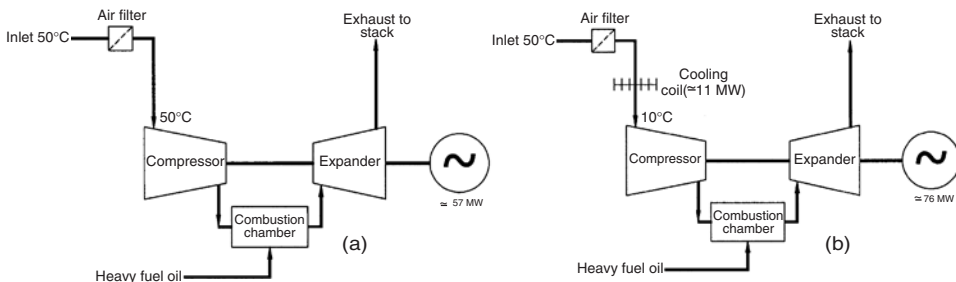 Air filter
Inlet 50°C
Exhaust to
stack
50°C
Compressor
Expander
≃ 57 MW
Combustion
chamber
(a)
Heavy fuel oil
Air filter
Inlet 50°C
Exhaust to
stack
Cooling
coil(≃11 MW)
10°C
Compressor
Expander
≃76 MW
Combustion
chamber
(b)
Heavy fuel oil